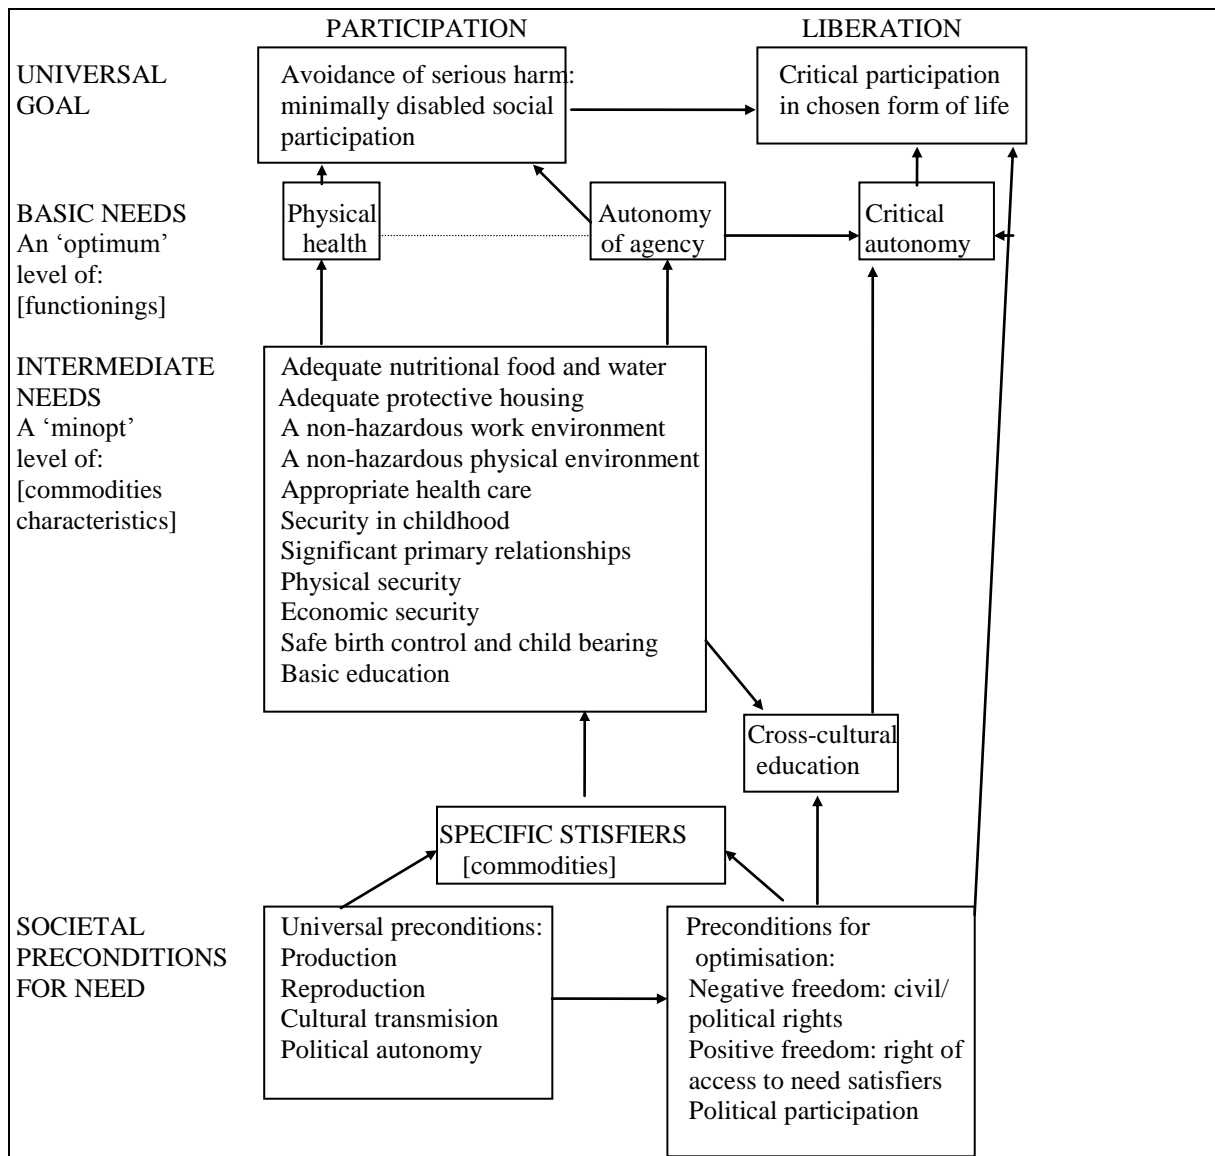 PARTICIPATION
LIBERATION
UNIVERSAL
GOAL
Avoidance of serious harm:
minimally disabled social
participation
Critical participation
in chosen form of life
BASIC NEEDS
An ‘optimum’
level of:
[functionings]
Physical
health
Autonomy
of agency
Critical
autonomy
INTERMEDIATE
NEEDS
A ‘minopt’
level of:
[commodities
characteristics]
Adequate nutritional food and water
Adequate protective housing
A non-hazardous work environment
A non-hazardous physical environment
Appropriate health care
Security in childhood
Significant primary relationships
Physical security
Economic security
Safe birth control and child bearing
Basic education
Cross-cultural
education
SPECIFIC STISFIERS
[commodities]
SOCIETAL
PRECONDITIONS
FOR NEED
Universal preconditions:
Production
Reproduction
Cultural transmision
Political autonomy
Preconditions for
optimisation:
Negative freedom: civil/
political rights
Positive freedom: right of
access to need satisfiers
Political participation